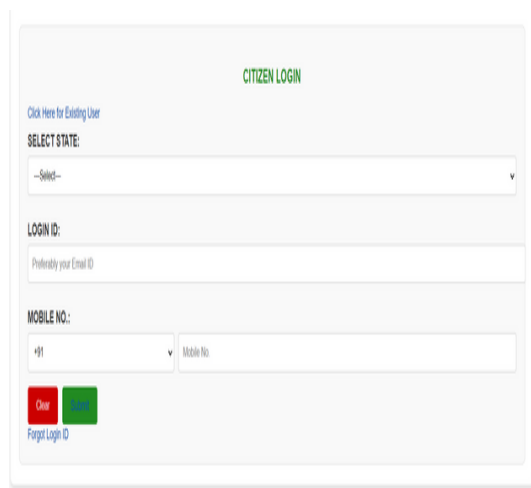 CITIZEN LOGIN
Click Here for Existing User
SELECT STATE:
---Select---
LOGIN ID:
Preferably your Email ID
MOBILE NO.:
+91 Mobile No.
Clear Submit
Forgot Login ID